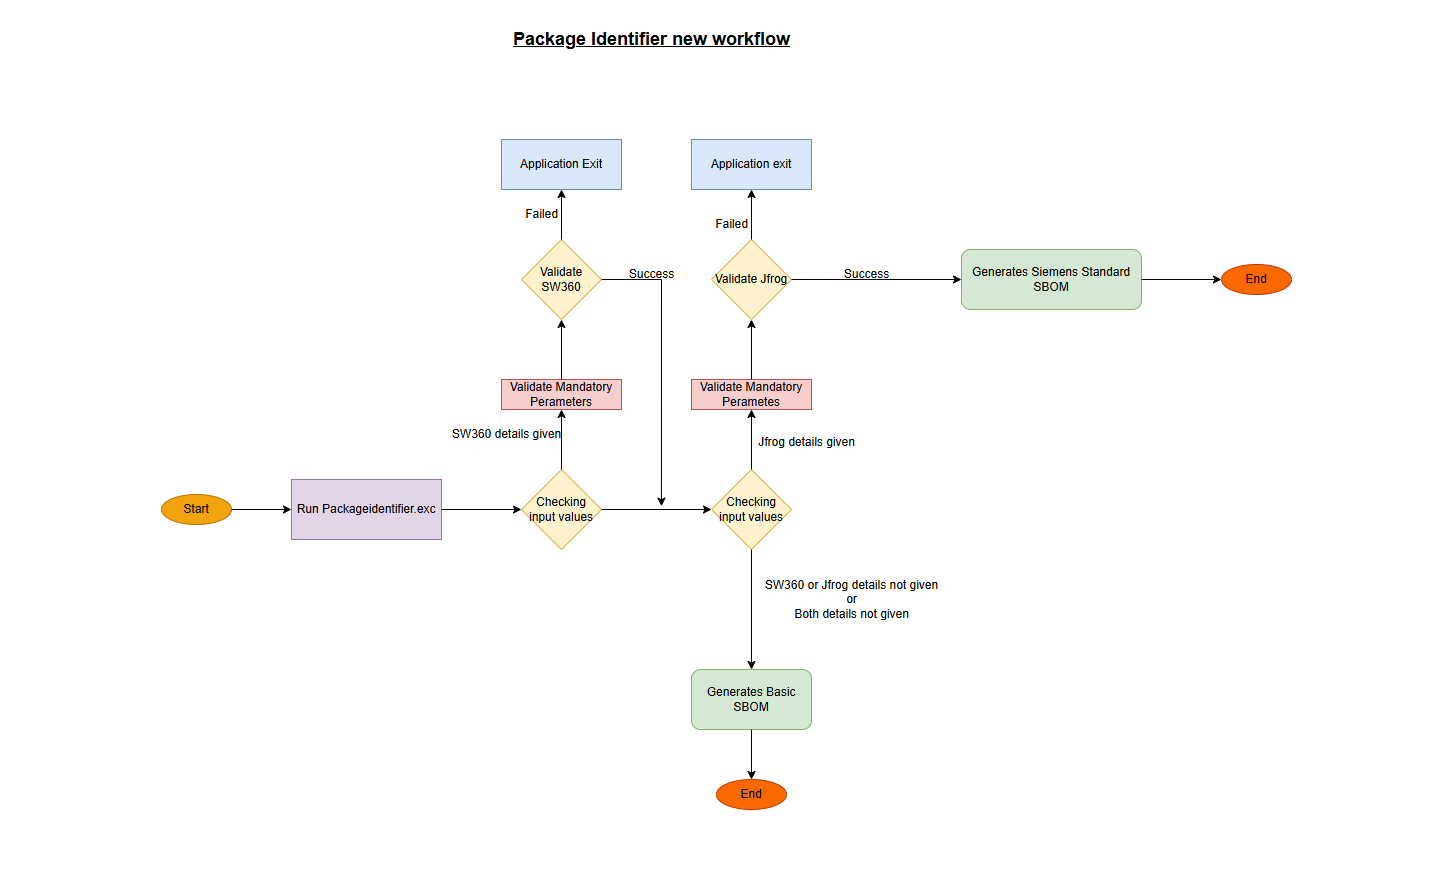 Package Identifier new workflow
Application Exit
Application exit
Failed
Failed
Validate
SW360
Success
Validate Jfrog
Success
Generates Siemens Standard
SBOM
End
Validate Mandatory
Perameters
Validate Mandatory
Perametes
SW360 details given
Jfrog details given
Start
Run Packageidentifier.exc
Checking
input values
Checking
input values
SW360 or Jfrog details not given
or
Both details not given
Generates Basic
SBOM
End